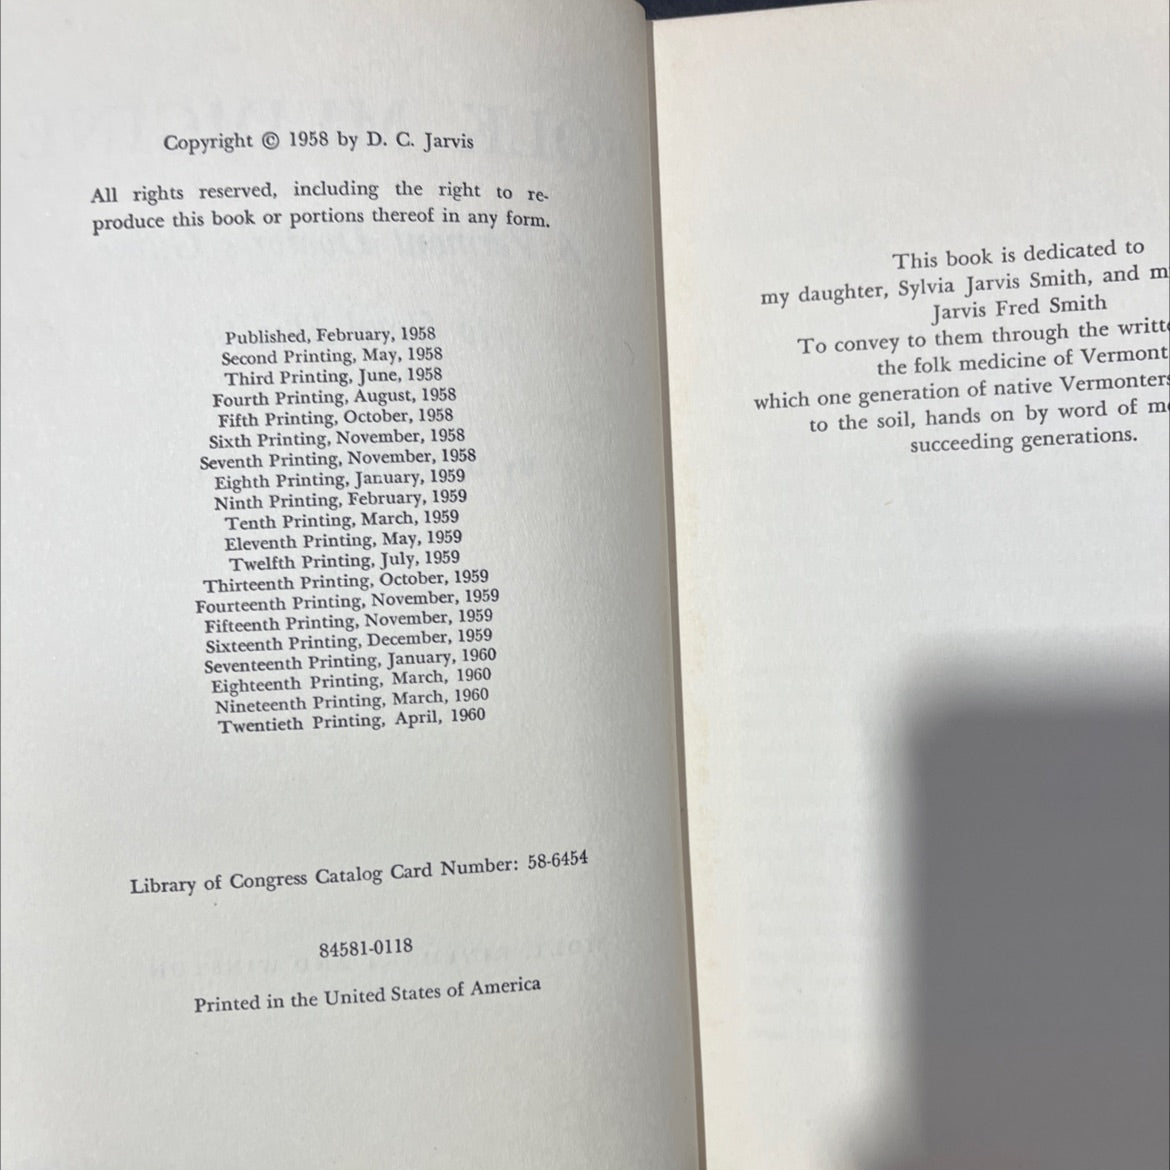 Copyright © 1958 by D. C. Jarvis
All rights reserved, including the right to re-
produce this book or portions thereof in any form.
Published, February, 1958
Second Printing, May, 1958
Third Printing, June, 1958
Fourth Printing, August, 1958
Fifth Printing, October, 1958
Sixth Printing, November, 1958
Seventh Printing, November, 1958
Eighth Printing, January, 1959
Ninth Printing, February, 1959
Tenth Printing, March, 1959
Eleventh Printing, May, 1959
Twelfth Printing, July, 1959
Thirteenth Printing, October, 1959
Fourteenth Printing, November, 1959
Fifteenth Printing, November, 1959
Sixteenth Printing, December, 1959
Seventeenth Printing, January, 1960
Eighteenth Printing, March, 1960
Nineteenth Printing, March, 1960
Twentieth Printing, April, 1960
Library of Congress Catalog Card Number: 58-6454
84581-0118
Printed in the United States of America
This book is dedicated to
my daughter, Sylvia Jarvis Smith, and
Jarvis Fred Smith
To convey to them through the
the folk medicine of Vermont
which one generation of native Vermonters
to the soil, hands on by word of
succeeding generations.